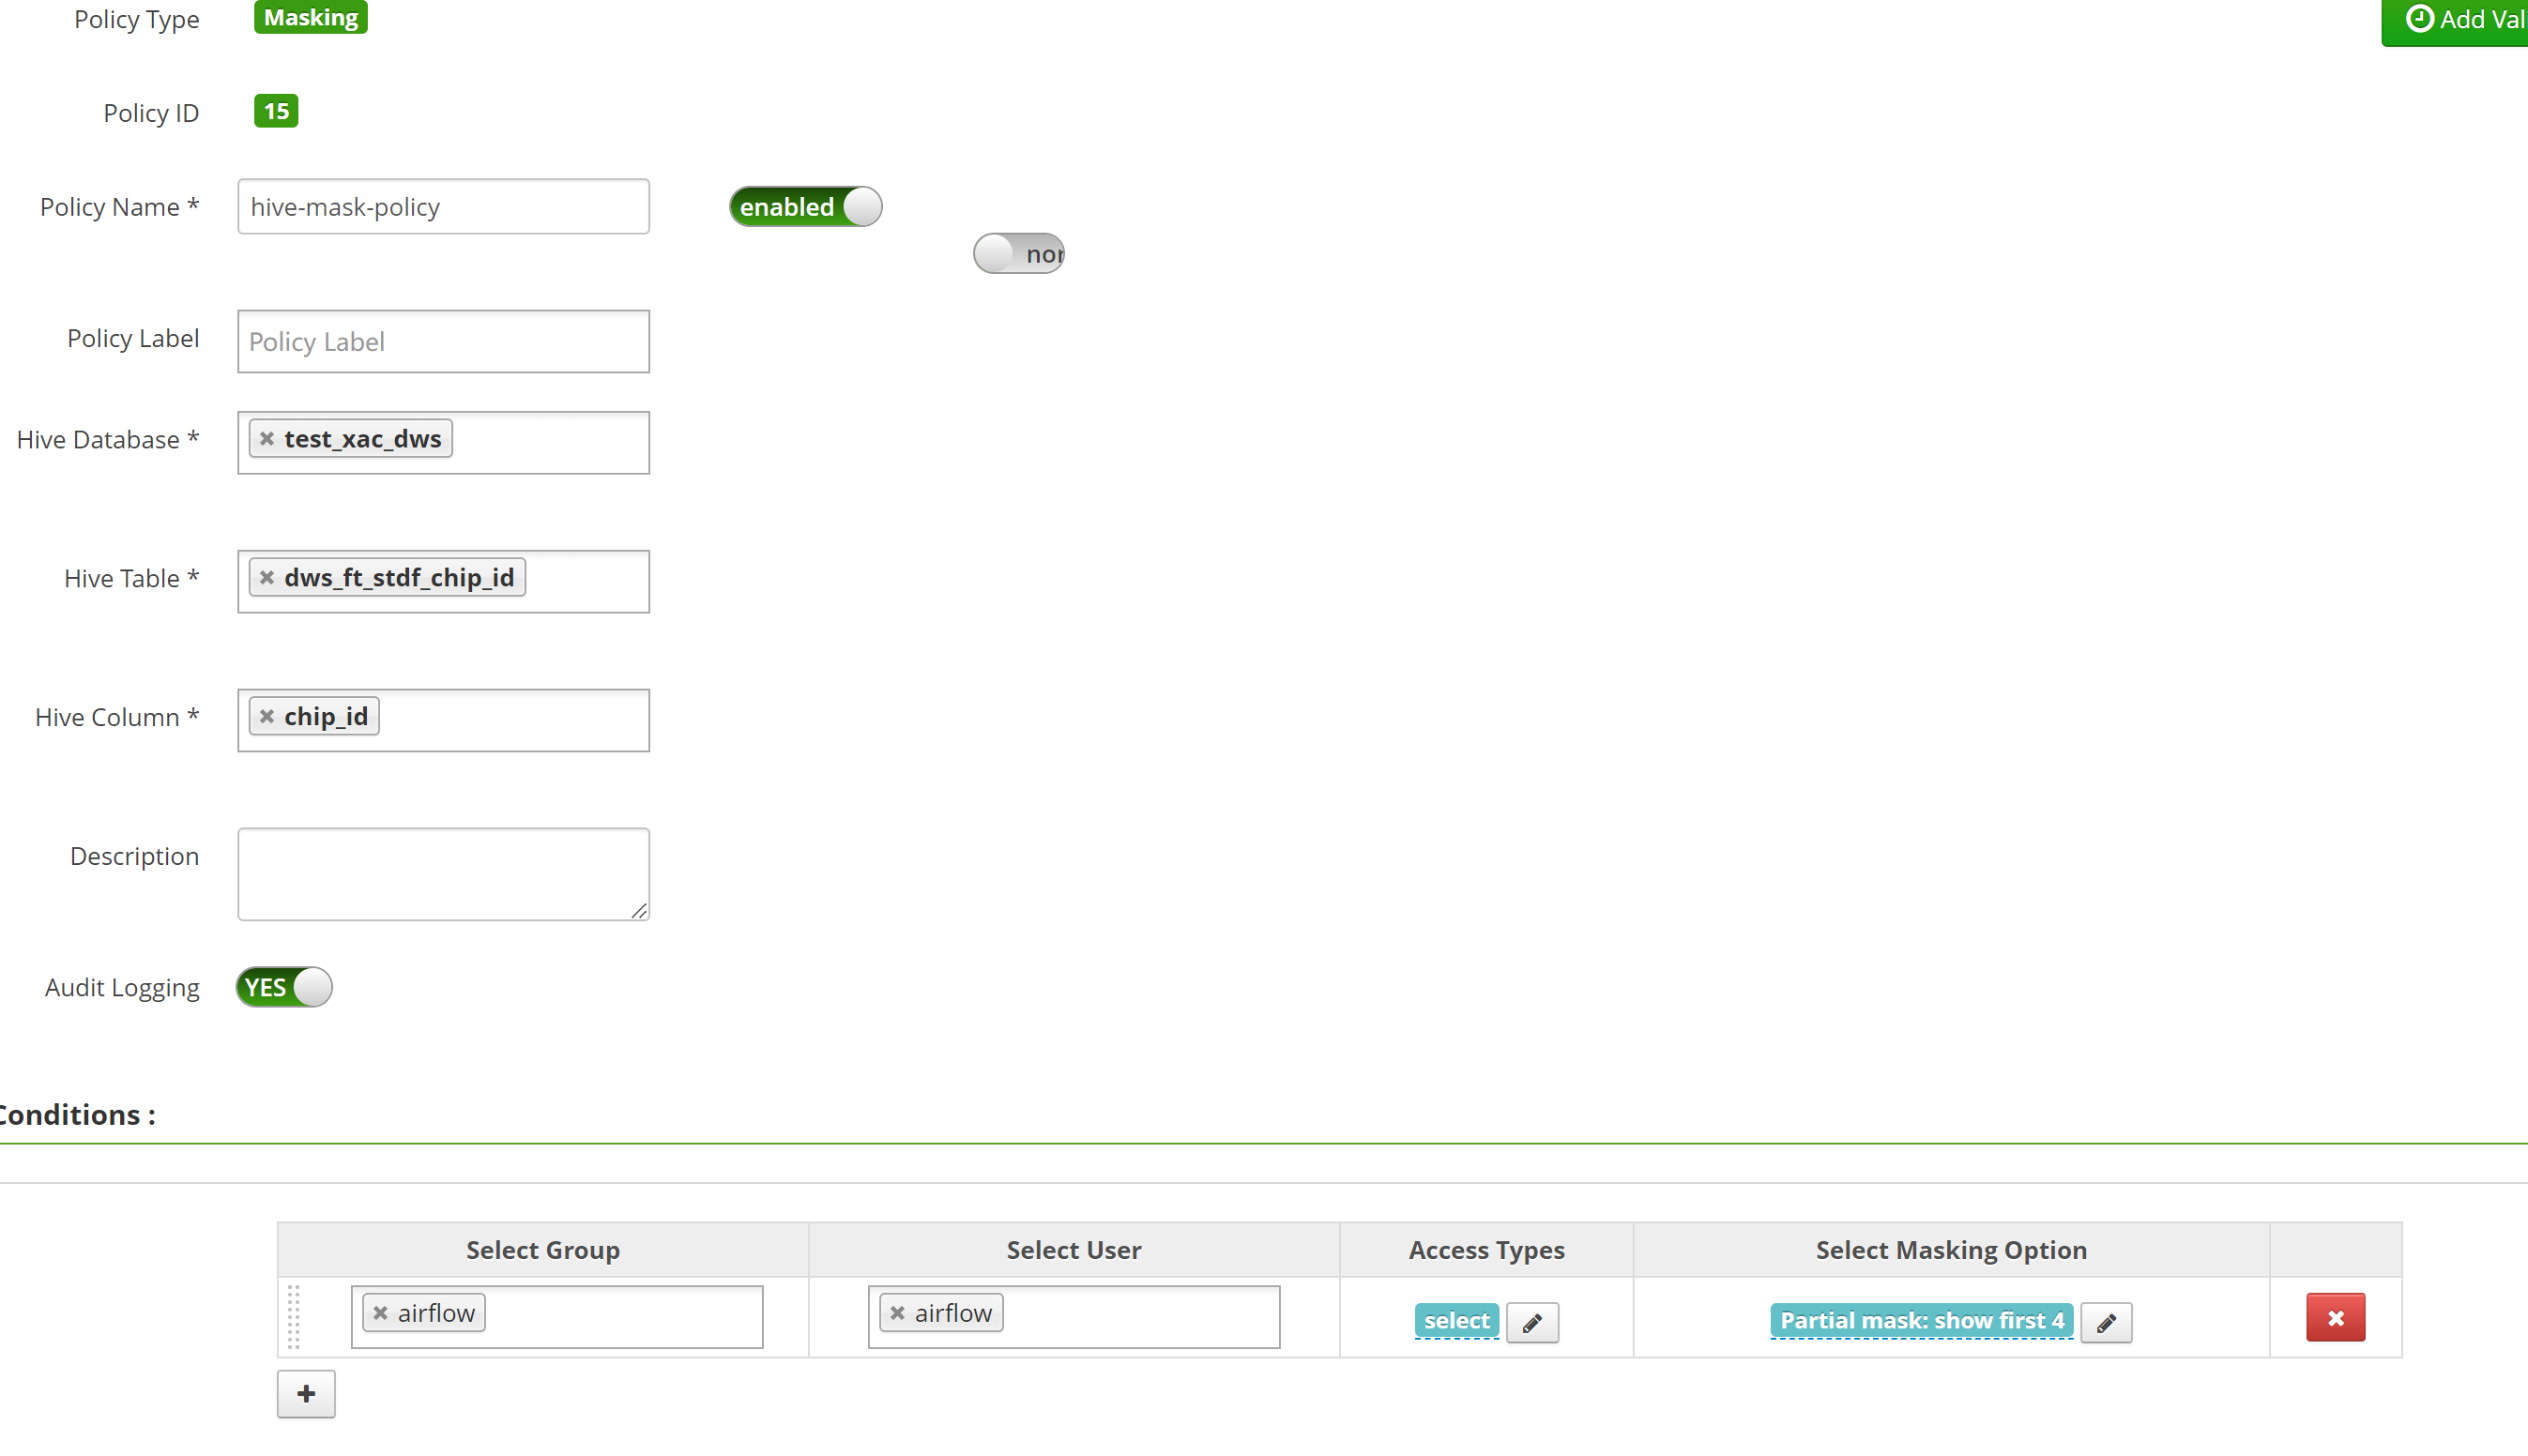 Policy Type Masking Add Val
Policy ID 15
Policy Name * hive-mask-policy enabled
nor
Policy Label Policy Label
Hive Database * test_xac_dws
Hive Table * dws_ft_stdf_chip_id
Hive Column * chip_id
Description
Audit Logging YES
Conditions :
Select Group Select User Access Types Select Masking Option
airflow airflow select Partial mask: show first 4